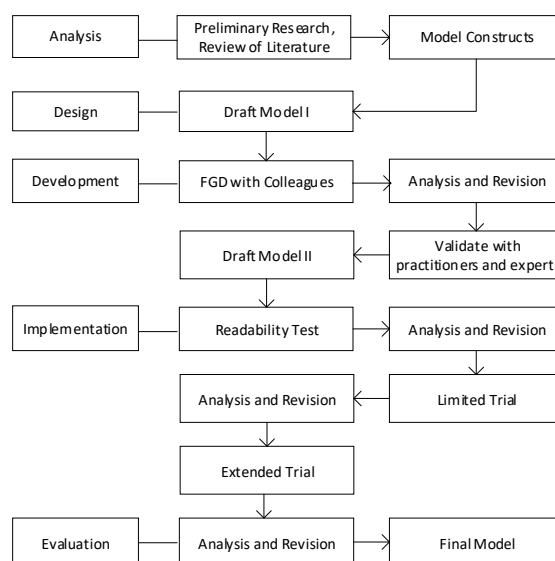 Analysis
Preliminary Research,
Review of Literature
Model Constructs
Design
Draft Model I
Development
FGD with Colleagues
Analysis and Revision
Draft Model II
Validate with
practitioners and expert
Implementation
Readability Test
Analysis and Revision
Analysis and Revision
Limited Trial
Extended Trial
Evaluation
Analysis and Revision
Final Model